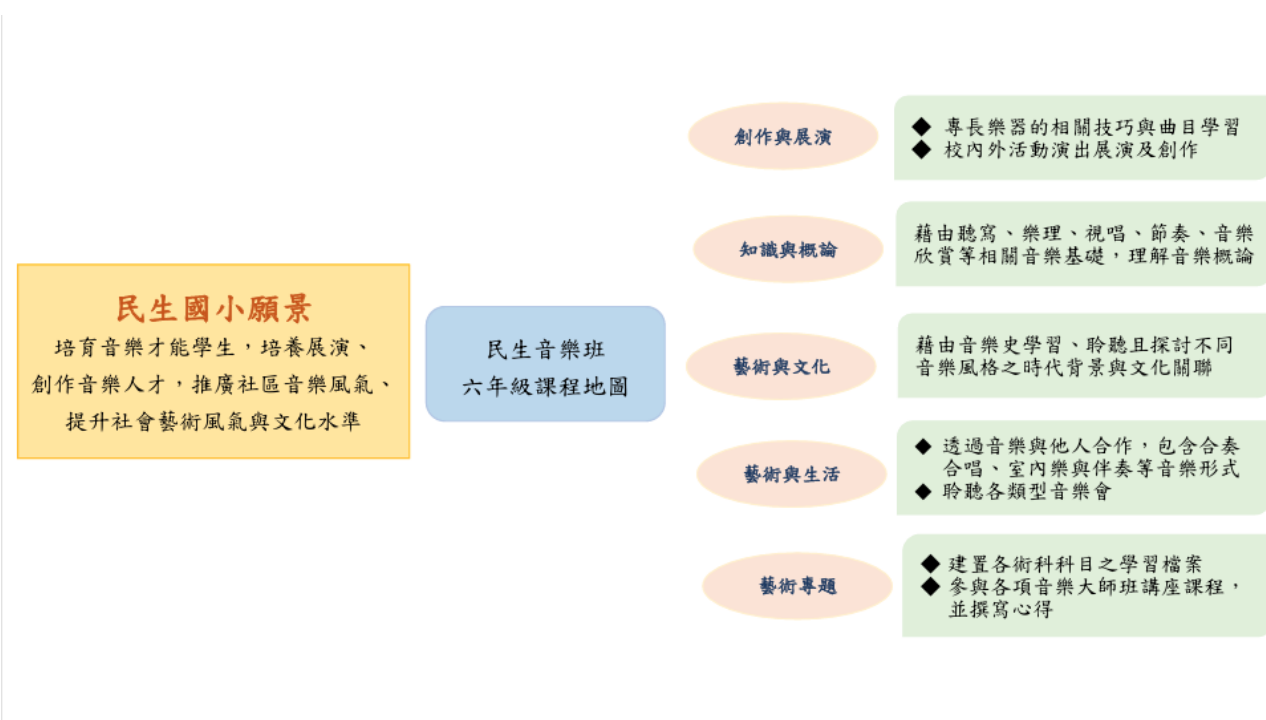 民生國小願景
培育音樂才能學生，培養展演、
創作音樂人才，推廣社區音樂風氣、
提升社會藝術風氣與文化水準
民生音樂班
六年級課程地圖
創作與展演
◆ 專長樂器的相關技巧與曲目學習
◆ 校內外活動演出展演及創作
知識與概論
藉由聽寫、樂理、視唱、節奏、音樂
欣賞等相關音樂基礎，理解音樂概論
藝術與文化
藉由音樂史學習、聆聽且探討不同
音樂風格之時代背景與文化關聯
藝術與生活
◆ 透過音樂與他人合作，包含合奏
合唱、室內樂與伴奏等音樂形式
◆ 聆聽各類型音樂會
藝術專題
◆ 建置各術科科目之學習檔案
◆ 參與各項音樂大師班講座課程，
並撰寫心得